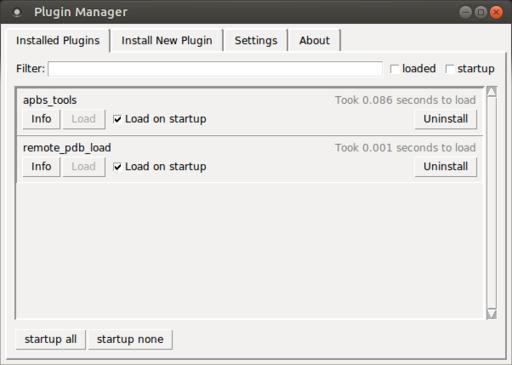 Plugin Manager
Installed Plugins Install New Plugin Settings About
Filter: loaded startup
apbs_tools Took 0.086 seconds to load
Info Load Load on startup Uninstall
remote_pdb_load Took 0.001 seconds to load
Info Load Load on startup Uninstall
startup all startup none